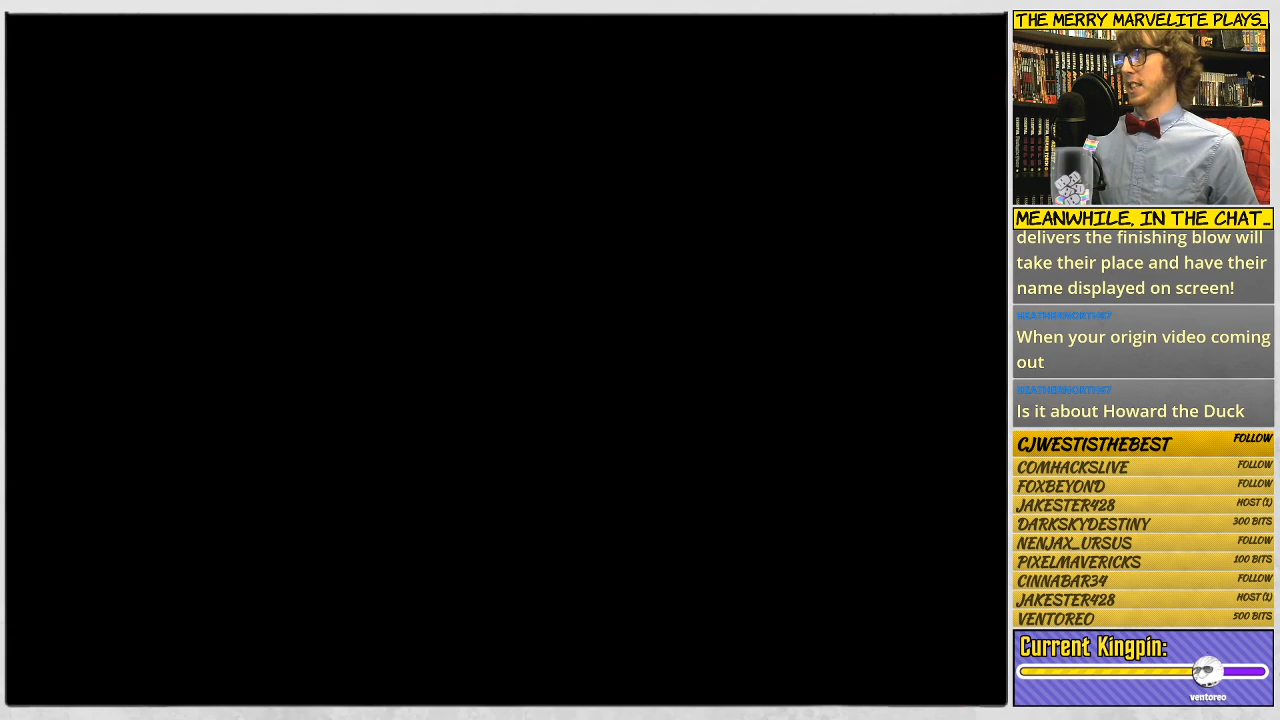 THE MERRY MARVELITE PLAYS...
MEANWHILE, IN THE CHAT...
delivers the finishing blow will
take their place and have their
name displayed on screen!
When your origin video coming
out
Is it about Howard the Duck
CJWESTISTHEBEST FOLLOW
COMHACKSLIVE FOLLOW
FOXBEYOND FOLLOW
JAKESTER428 HOST (1)
DARKSKYDESTINY 300 BITS
NENJAX_URSUS FOLLOW
PIXELMAVERICKS 100 BITS
CINNABAR34 FOLLOW
JAKESTER428 HOST (1)
VENTOREO 500 BITS
Current Kingpin:
ventoreo